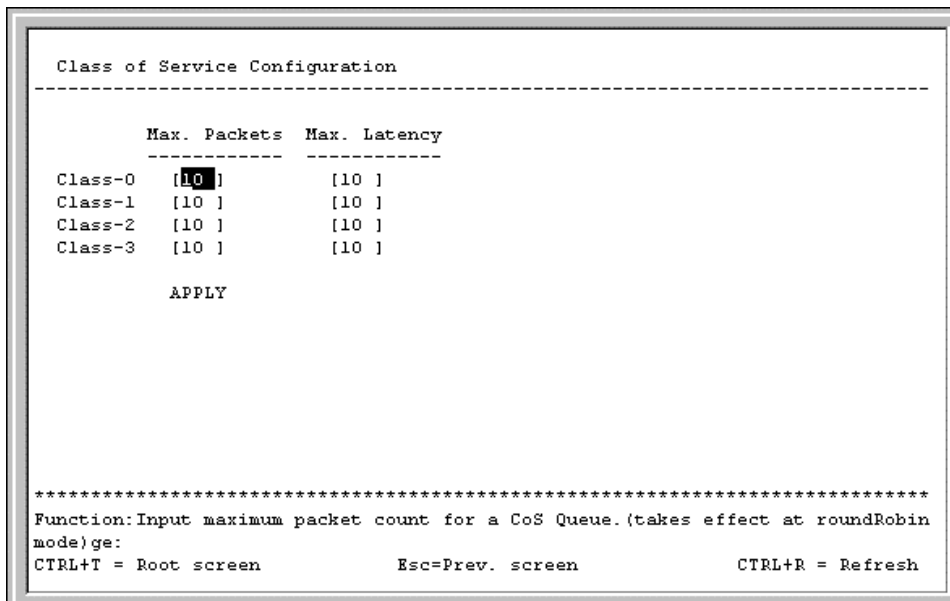 Class of Service Configuration
--------------------------------------------------------------------------------
Max. Packets Max. Latency
------------ ------------
Class-0 [10 ] [10 ]
Class-1 [10 ] [10 ]
Class-2 [10 ] [10 ]
Class-3 [10 ] [10 ]
APPLY
********************************************************************************
Function:Input maximum packet count for a CoS Queue.(takes effect at roundRobin
mode)ge:
CTRL+T = Root screen Esc=Prev. screen CTRL+R = Refresh